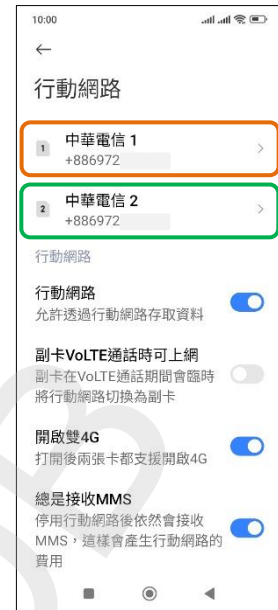 10:00
行動網路
1
中華電信 1
+886972
2
中華電信 2
+886972
行動網路
行動網路
允許透過行動網路存取資料
副卡VoLTE通話時可上網
副卡在VoLTE通話期間會臨時
將行動網路切換為副卡
開啟雙4G
打開後兩張卡都支援開啟4G
總是接收MMS
停用行動網路後依然會接收
MMS，這樣會產生行動網路的
費用